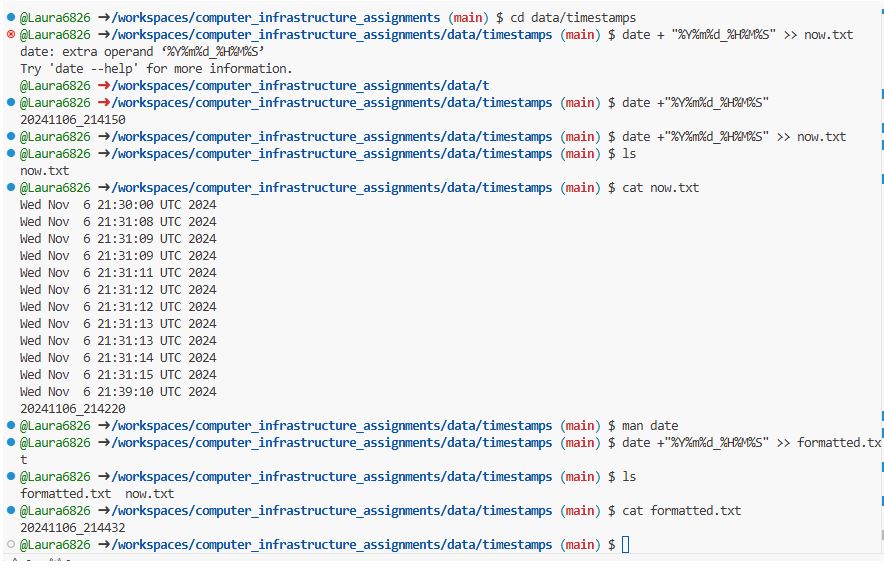 @Laura6826 ➜/workspaces/computer_infrastructure_assignments (main) $ cd data/timestamps
@Laura6826 ➜/workspaces/computer_infrastructure_assignments/data/timestamps (main) $ date + "%Y%m%d_%H%M%S" >> now.txt
date: extra operand ‘%Y%m%d_%H%M%S’
Try 'date --help' for more information.
@Laura6826 ➜/workspaces/computer_infrastructure_assignments/data/t
@Laura6826 ➜/workspaces/computer_infrastructure_assignments/data/timestamps (main) $ date +"%Y%m%d_%H%M%S"
20241106_214150
@Laura6826 ➜/workspaces/computer_infrastructure_assignments/data/timestamps (main) $ date +"%Y%m%d_%H%M%S" >> now.txt
@Laura6826 ➜/workspaces/computer_infrastructure_assignments/data/timestamps (main) $ ls
now.txt
@Laura6826 ➜/workspaces/computer_infrastructure_assignments/data/timestamps (main) $ cat now.txt
Wed Nov  6 21:30:00 UTC 2024
Wed Nov  6 21:31:08 UTC 2024
Wed Nov  6 21:31:09 UTC 2024
Wed Nov  6 21:31:09 UTC 2024
Wed Nov  6 21:31:11 UTC 2024
Wed Nov  6 21:31:12 UTC 2024
Wed Nov  6 21:31:12 UTC 2024
Wed Nov  6 21:31:13 UTC 2024
Wed Nov  6 21:31:13 UTC 2024
Wed Nov  6 21:31:14 UTC 2024
Wed Nov  6 21:31:15 UTC 2024
Wed Nov  6 21:39:10 UTC 2024
20241106_214220
@Laura6826 ➜/workspaces/computer_infrastructure_assignments/data/timestamps (main) $ man date
@Laura6826 ➜/workspaces/computer_infrastructure_assignments/data/timestamps (main) $ date +"%Y%m%d_%H%M%S" >> formatted.tx
t
@Laura6826 ➜/workspaces/computer_infrastructure_assignments/data/timestamps (main) $ ls
formatted.txt  now.txt
@Laura6826 ➜/workspaces/computer_infrastructure_assignments/data/timestamps (main) $ cat formatted.txt
20241106_214432
@Laura6826 ➜/workspaces/computer_infrastructure_assignments/data/timestamps (main) $